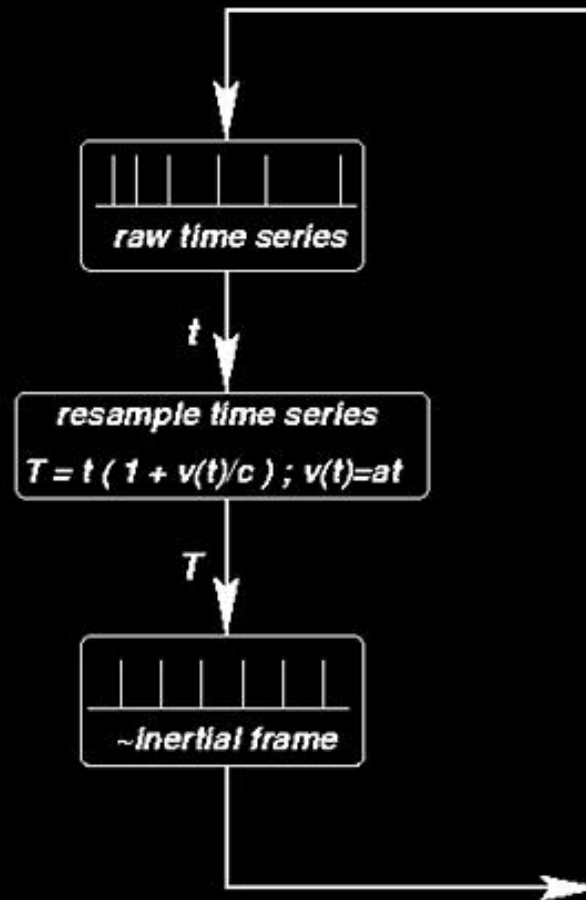 raw time series
t
resample time series
T = t ( 1 + v(t)/c ) ; v(t)=at
T
~inertial frame